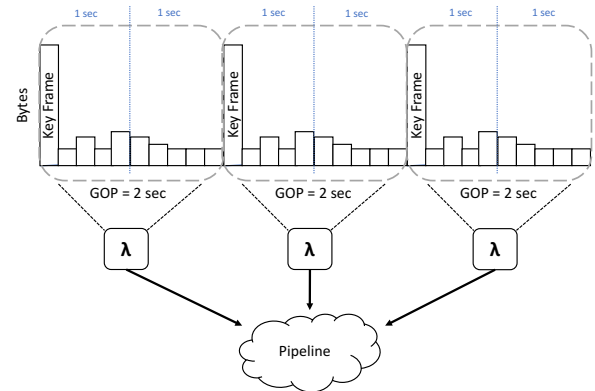 1 sec 1 sec 1 sec 1 sec 1 sec 1 sec
Bytes
Key Frame Key Frame Key Frame
GOP = 2 sec GOP = 2 sec GOP = 2 sec
λ λ λ
Pipeline